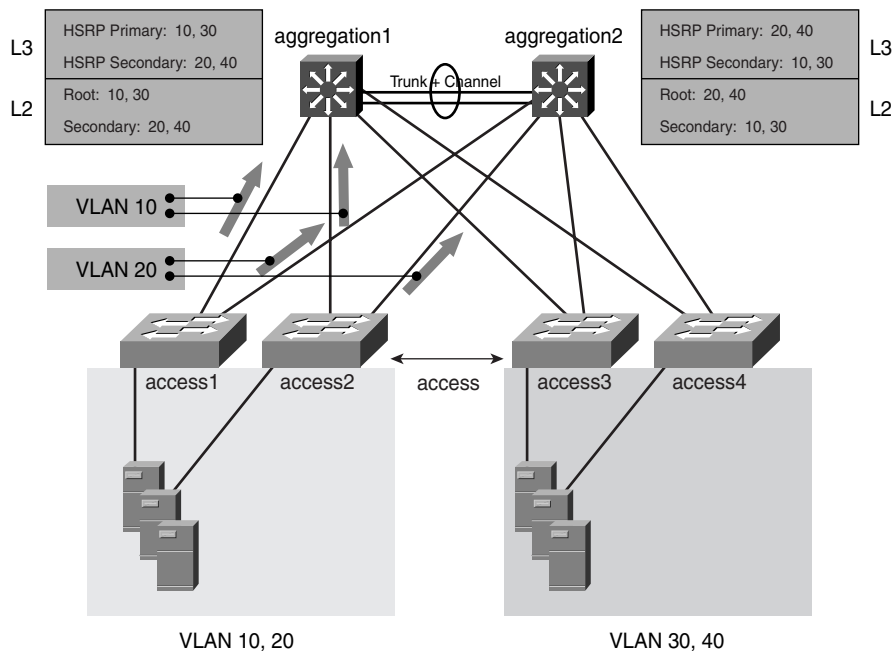 L3
HSRP Primary: 10, 30
HSRP Secondary: 20, 40
L2
Root: 10, 30
Secondary: 20, 40
aggregation1
aggregation2
Trunk + Channel
HSRP Primary: 20, 40
HSRP Secondary: 10, 30
L3
Root: 20, 40
Secondary: 10, 30
L2
VLAN 10
VLAN 20
access1
access2
access
access3
access4
VLAN 10, 20
VLAN 30, 40